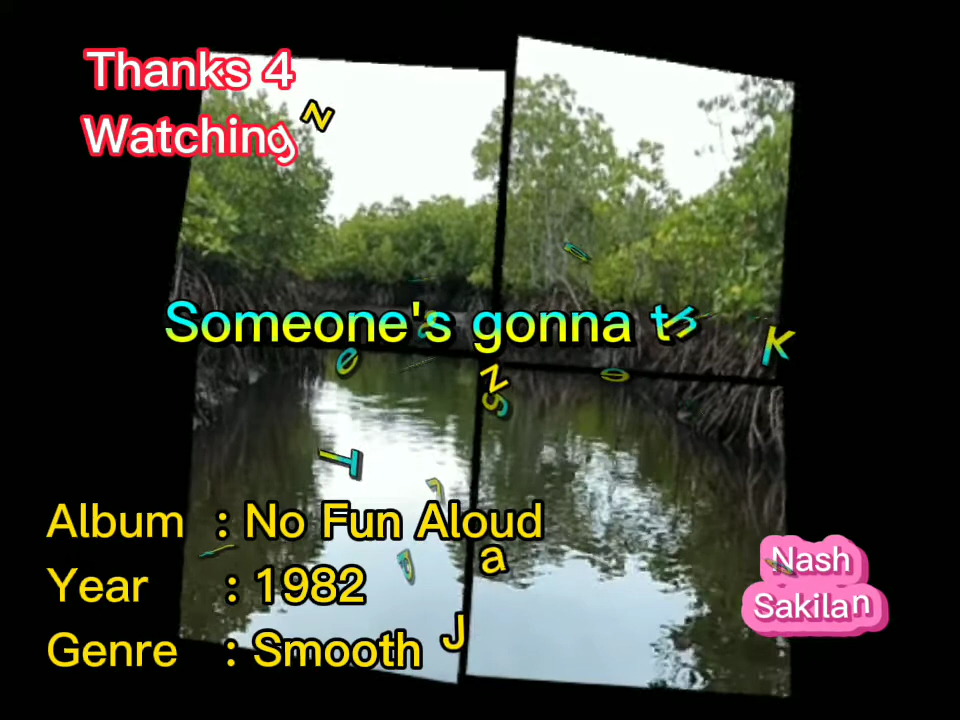 Thanks 4
Watching
Someone's gonna
Album : No Fun Aloud
Year : 1982
Genre : Smooth
Nash
Sakilan